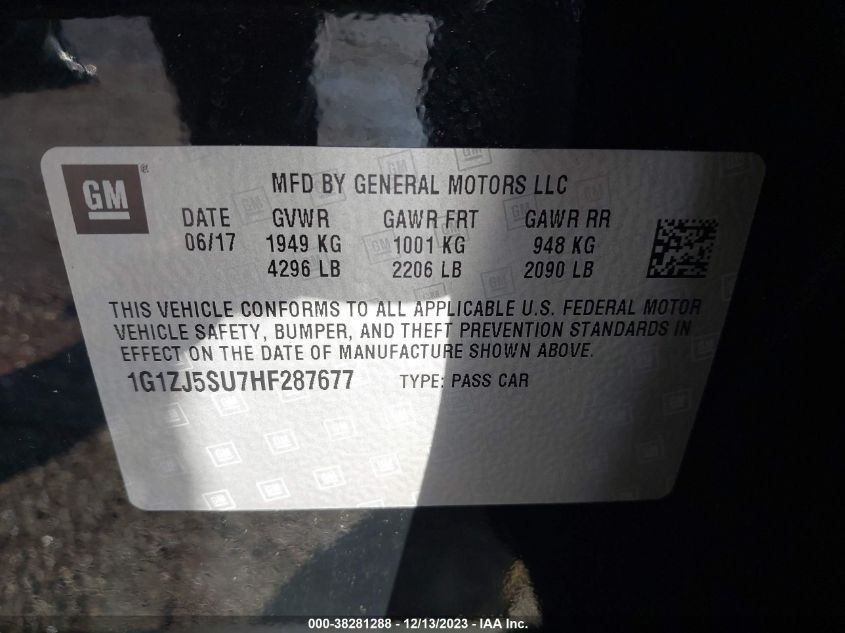 GM ®
MFD BY GENERAL MOTORS LLC
DATE GVWR GAWR FRT GAWR RR
06/17 1949 KG 1001 KG 948 KG
4296 LB 2206 LB 2090 LB
THIS VEHICLE CONFORMS TO ALL APPLICABLE U.S. FEDERAL MOTOR
VEHICLE SAFETY, BUMPER, AND THEFT PREVENTION STANDARDS IN
EFFECT ON THE DATE OF MANUFACTURE SHOWN ABOVE.
1G1ZJ5SU7HF287677 TYPE: PASS CAR
000-38281288 - 12/13/2023 - IAA Inc.